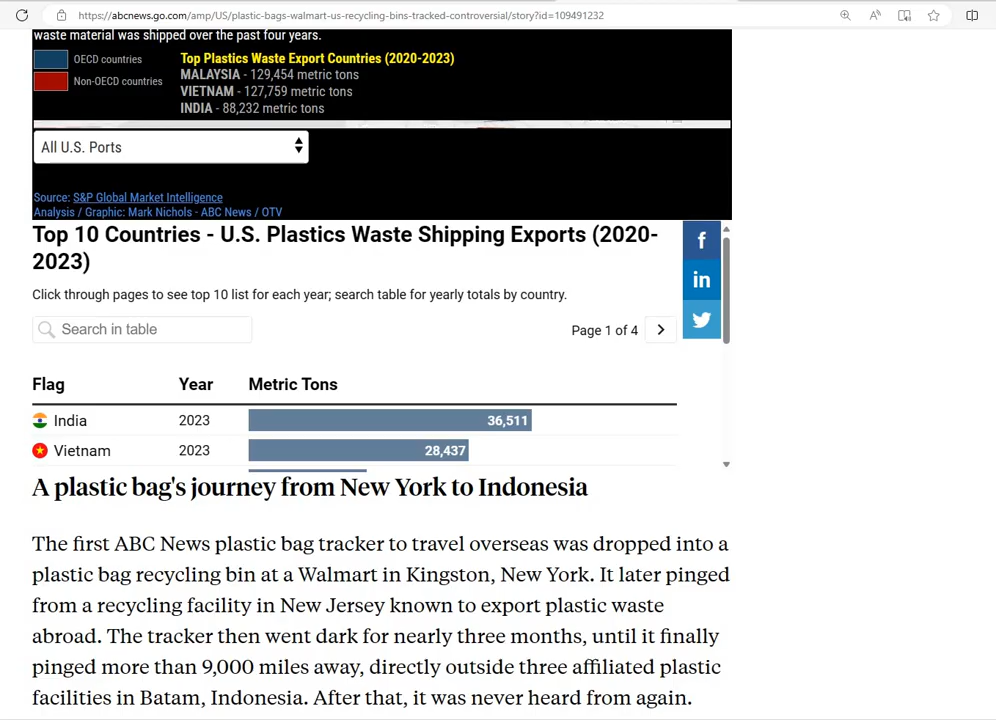 https://abcnews.go.com/amp/US/plastic-bags-walmart-us-recycling-bins-tracked-controversial/story?id=109491232
waste material was shipped over the past four years.
OECD countries
Non-OECD countries
Top Plastics Waste Export Countries (2020-2023)
MALAYSIA - 129,454 metric tons
VIETNAM - 127,759 metric tons
INDIA - 88,232 metric tons
All U.S. Ports
Source: S&P Global Market Intelligence
Analysis / Graphic: Mark Nichols - ABC News / OTV
Top 10 Countries - U.S. Plastics Waste Shipping Exports (2020-
2023)
Click through pages to see top 10 list for each year; search table for yearly totals by country.
Search in table
Page 1 of 4
Flag Year Metric Tons
India 2023 36,511
Vietnam 2023 28,437
A plastic bag's journey from New York to Indonesia
The first ABC News plastic bag tracker to travel overseas was dropped into a
plastic bag recycling bin at a Walmart in Kingston, New York. It later pinged
from a recycling facility in New Jersey known to export plastic waste
abroad. The tracker then went dark for nearly three months, until it finally
pinged more than 9,000 miles away, directly outside three affiliated plastic
facilities in Batam, Indonesia. After that, it was never heard from again.